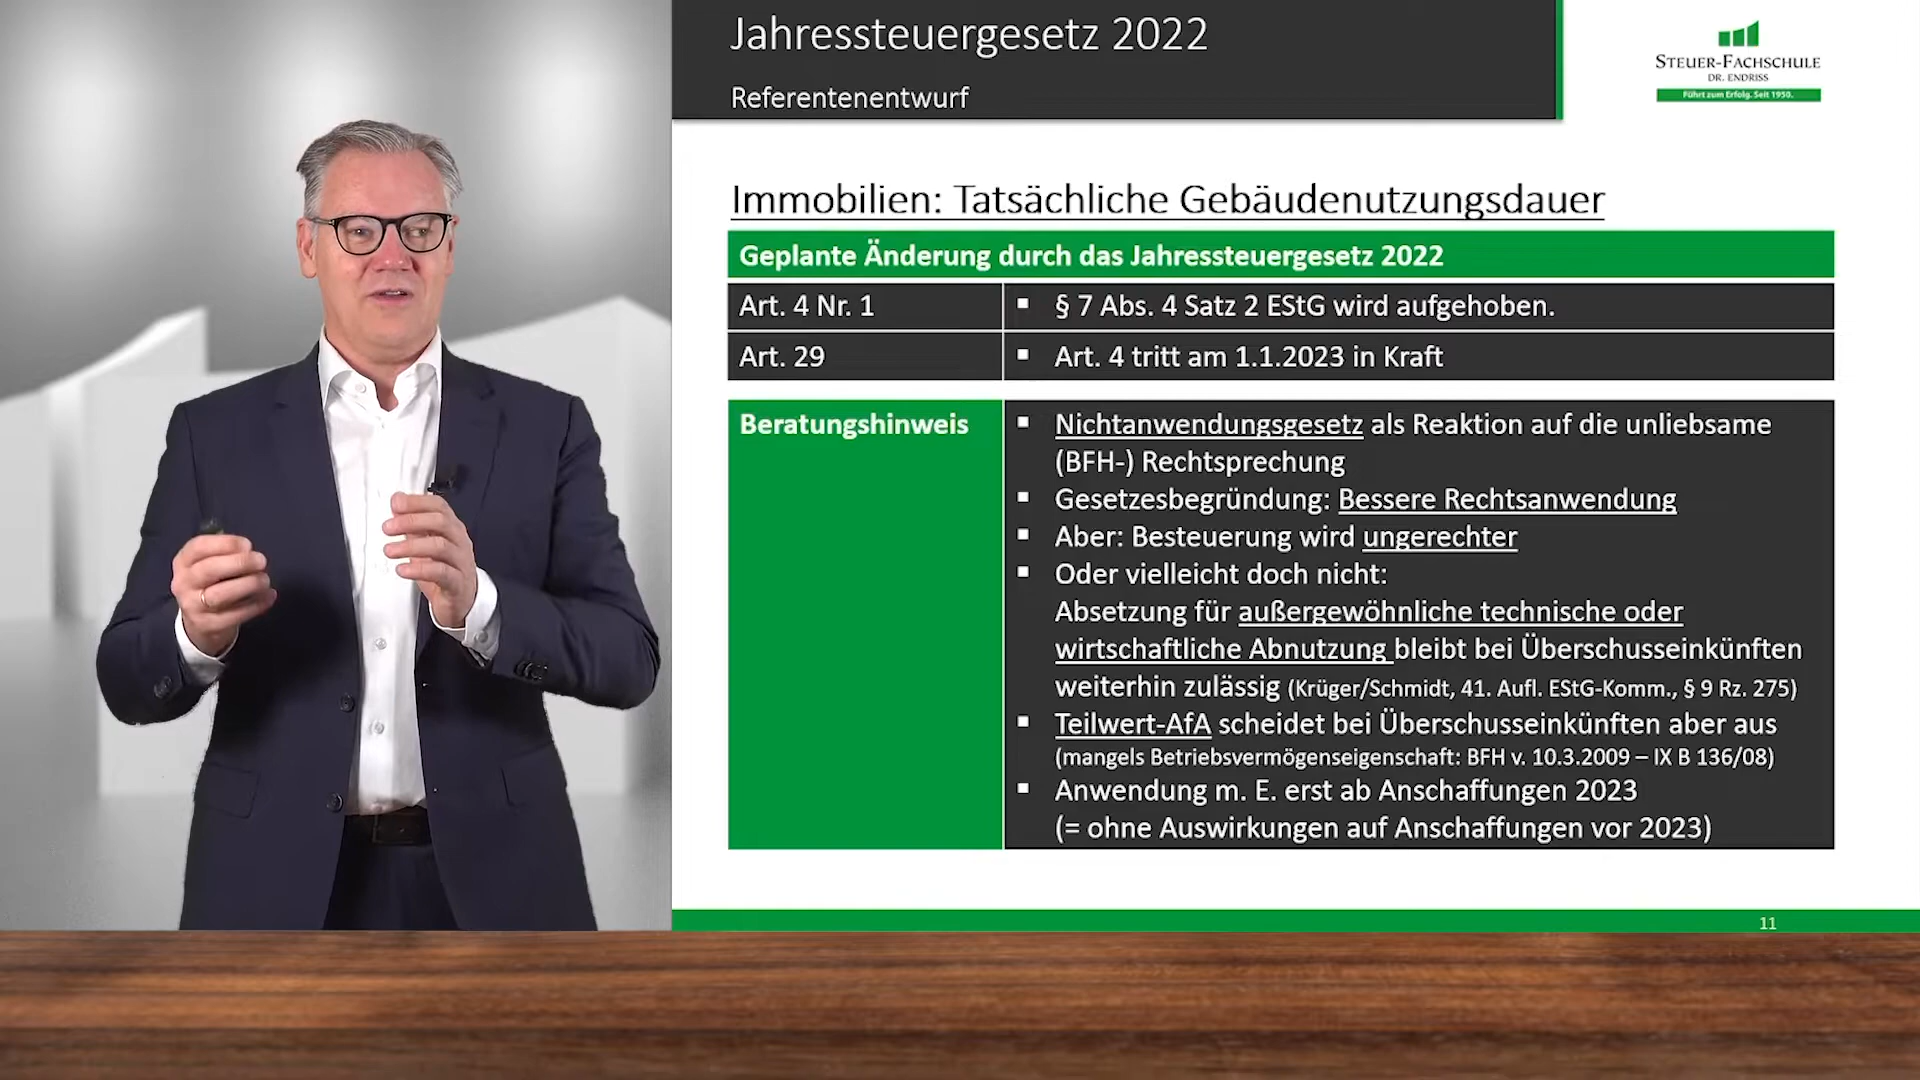 Jahressteuergesetz 2022
Referentenentwurf
STEUER-FACHSCHULE
DR. ENDRISS
Führt zum Erfolg. Seit 1950.
Immobilien: Tatsächliche Gebäudenutzungsdauer
Geplante Änderung durch das Jahressteuergesetz 2022
Art. 4 Nr. 1
▪ § 7 Abs. 4 Satz 2 EStG wird aufgehoben.
Art. 29
▪ Art. 4 tritt am 1.1.2023 in Kraft
Beratungshinweis
▪ Nichtanwendungsgesetz als Reaktion auf die unliebsame
(BFH-) Rechtsprechung
▪ Gesetzesbegründung: Bessere Rechtsanwendung
▪ Aber: Besteuerung wird ungerechter
▪ Oder vielleicht doch nicht:
Absetzung für außergewöhnliche technische oder
wirtschaftliche Abnutzung bleibt bei Überschusseinkünften
weiterhin zulässig (Krüger/Schmidt, 41. Aufl. EStG-Komm., § 9 Rz. 275)
▪ Teilwert-AfA scheidet bei Überschusseinkünften aber aus
(mangels Betriebsvermögenseigenschaft: BFH v. 10.3.2009 – IX B 136/08)
▪ Anwendung m. E. erst ab Anschaffungen 2023
(= ohne Auswirkungen auf Anschaffungen vor 2023)
11